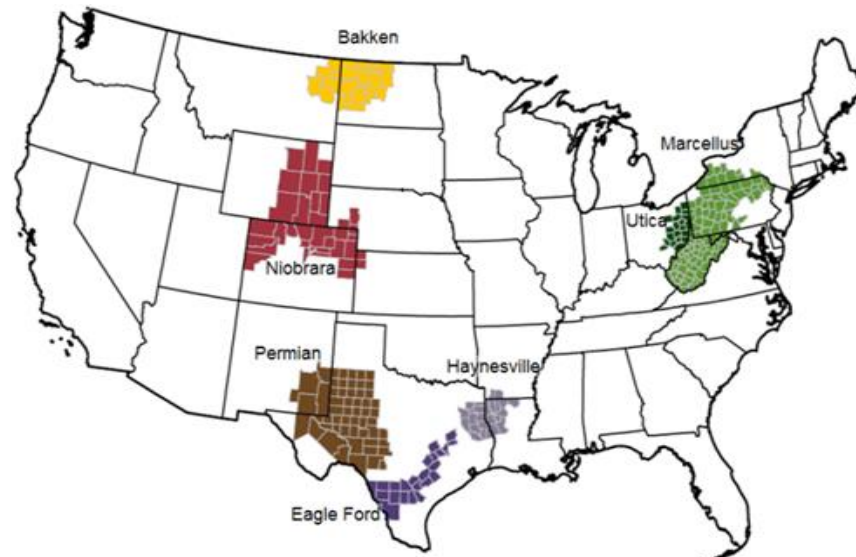 Bakken
Marcellus
Utica
Niobrara
Permian
Haynesville
Eagle Ford